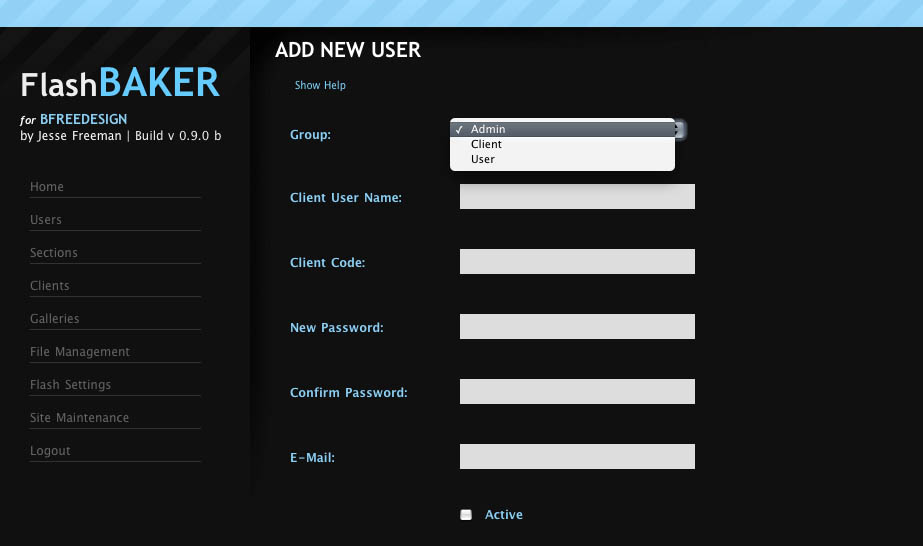 FlashBAKER
for BFREEDESIGN
by Jesse Freeman | Build v 0.9.0 b
Home
Users
Sections
Clients
Galleries
File Management
Flash Settings
Site Maintenance
Logout
ADD NEW USER
Show Help
Group:
✓ Admin
Client
User
Client User Name:
Client Code:
New Password:
Confirm Password:
E-Mail:
Active